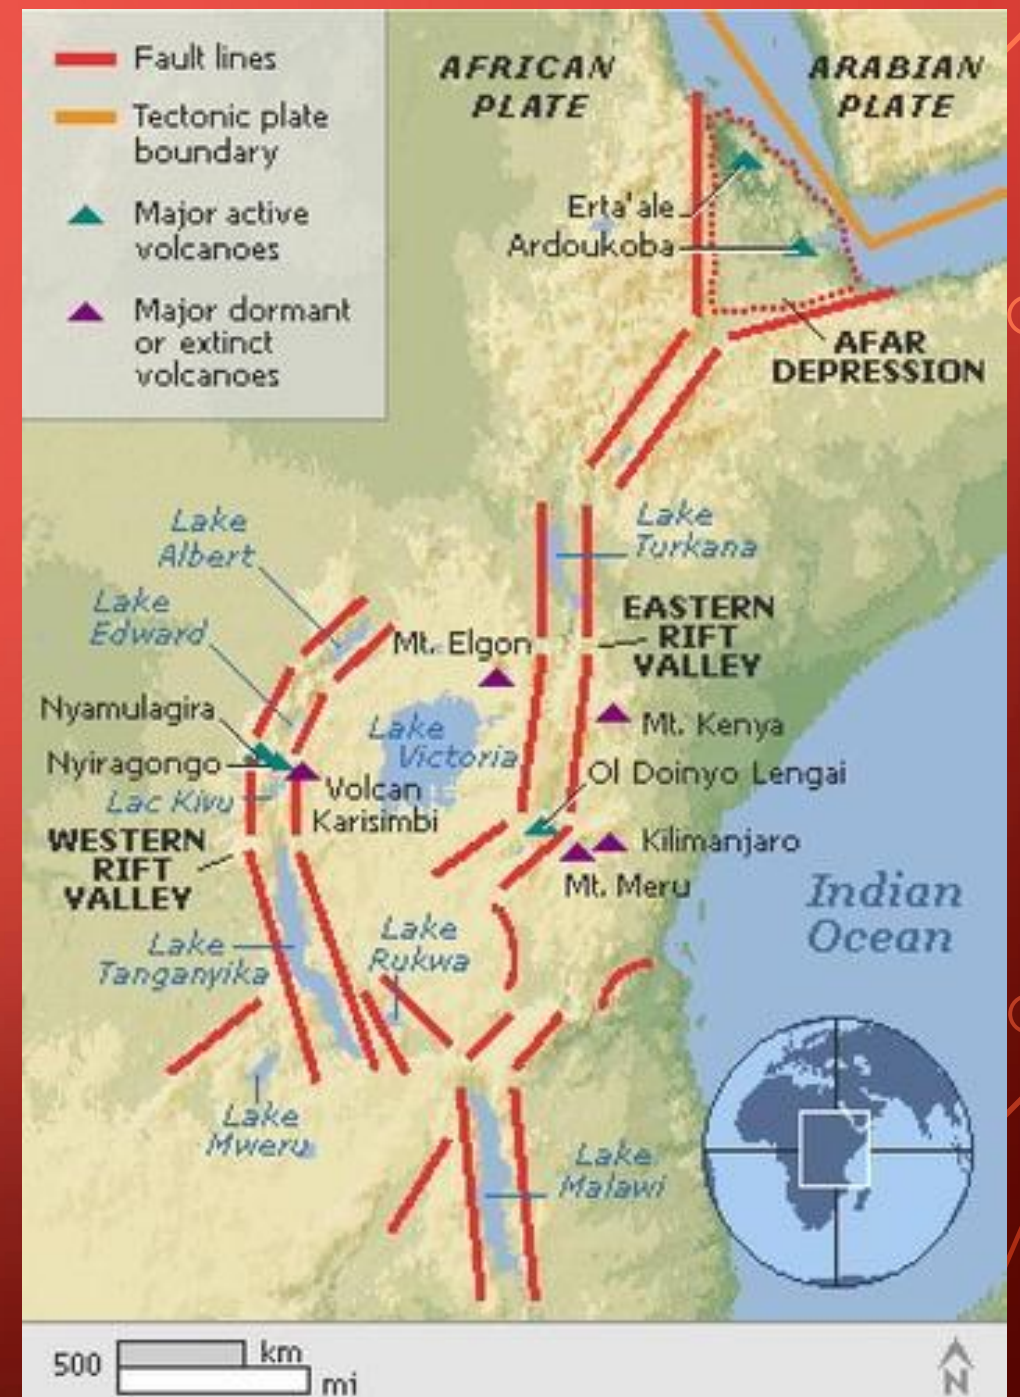 Fault lines
Tectonic plate
boundary
Major active
volcanoes
Major dormant
or extinct
volcanoes
AFRICAN
PLATE
ARABIAN
PLATE
Erta'ale
Ardoukoba
AFAR
DEPRESSION
Lake
Albert
Lake
Turkana
Lake
Edward
EASTERN
RIFT
VALLEY
Mt. Elgon
Nyamulagira
Lake
Victoria
Mt. Kenya
Nyiragongo
Ol Doinyo Lengai
Lac Kivu
Volcan
Karisimbi
WESTERN
RIFT
VALLEY
Kilimanjaro
Mt. Meru
Indian
Ocean
Lake
Tanganyika
Lake
Rukwa
Lake
Mweru
Lake
Malawi
500
km
mi
N